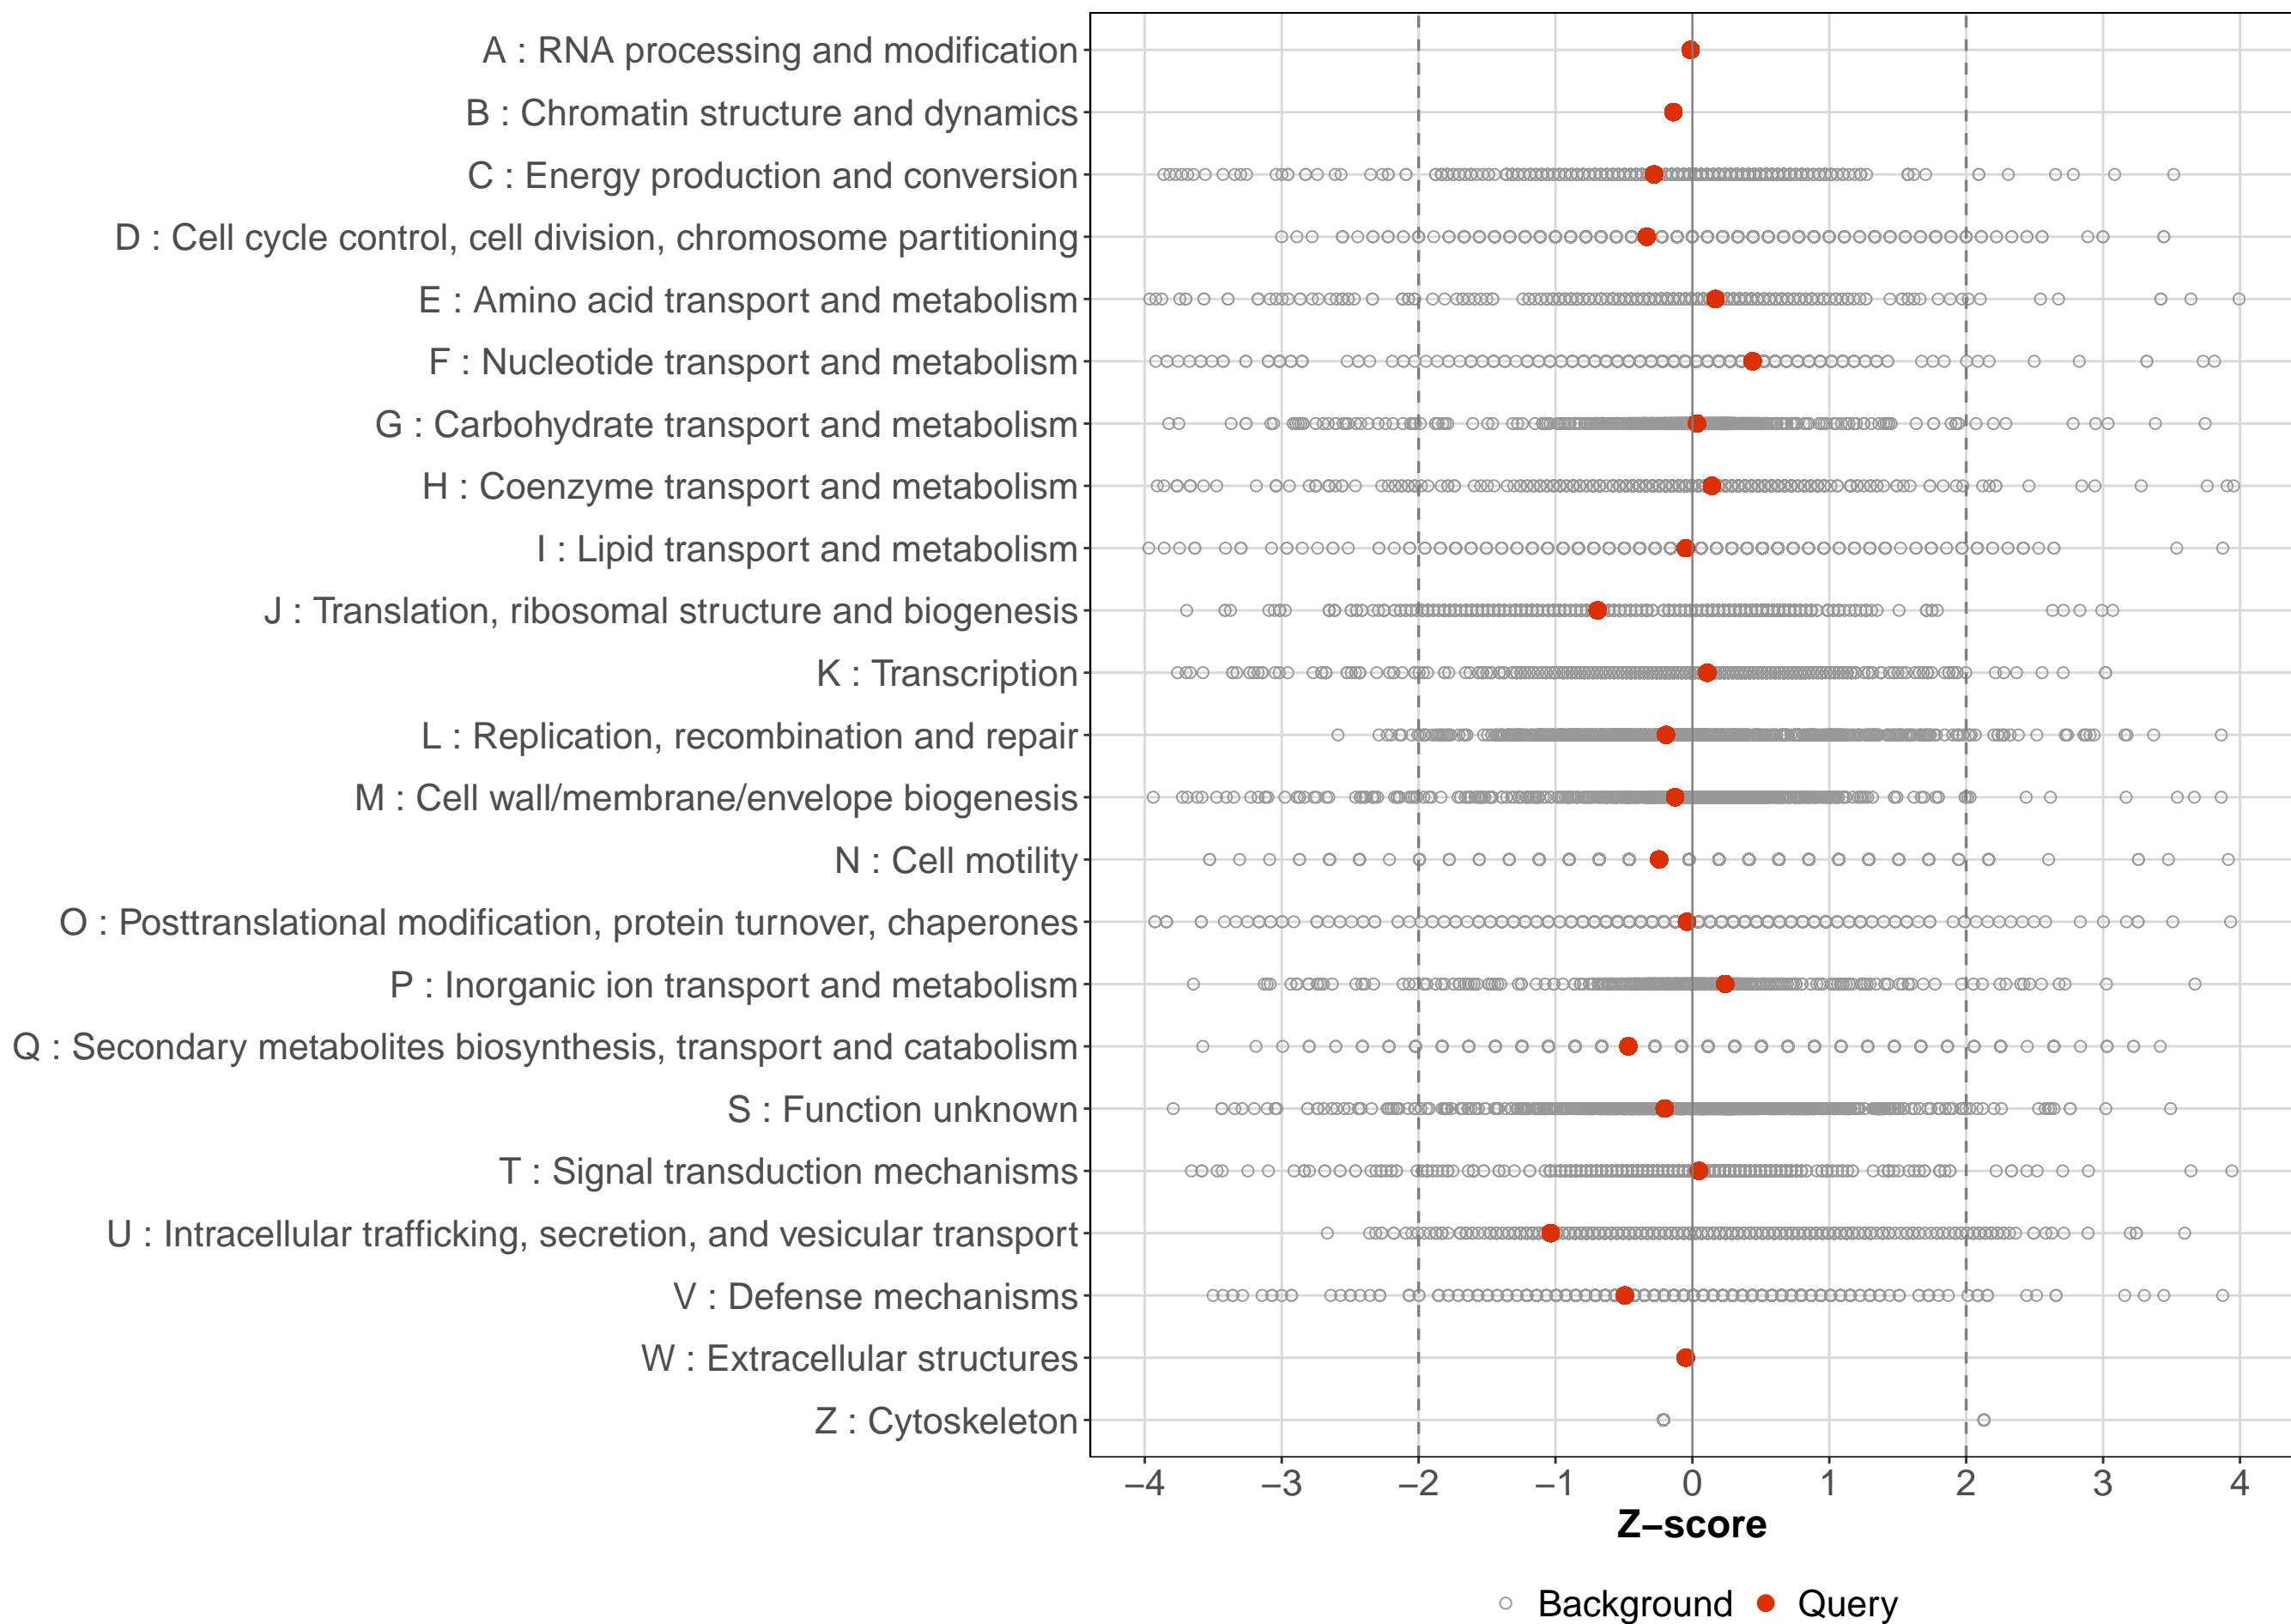 A : RNA processing and modification
B : Chromatin structure and dynamics
C : Energy production and conversion
D : Cell cycle control, cell division, chromosome partitioning
E : Amino acid transport and metabolism
F : Nucleotide transport and metabolism
G : Carbohydrate transport and metabolism
H : Coenzyme transport and metabolism
I : Lipid transport and metabolism
J : Translation, ribosomal structure and biogenesis
K : Transcription
L : Replication, recombination and repair
M : Cell wall/membrane/envelope biogenesis
N : Cell motility
O : Posttranslational modification, protein turnover, chaperones
P : Inorganic ion transport and metabolism
Q : Secondary metabolites biosynthesis, transport and catabolism
S : Function unknown
T : Signal transduction mechanisms
U : Intracellular trafficking, secretion, and vesicular transport
V : Defense mechanisms
W : Extracellular structures
Z : Cytoskeleton
−4 −3 −2 −1 0 1 2 3 4
Z−score
Background Query